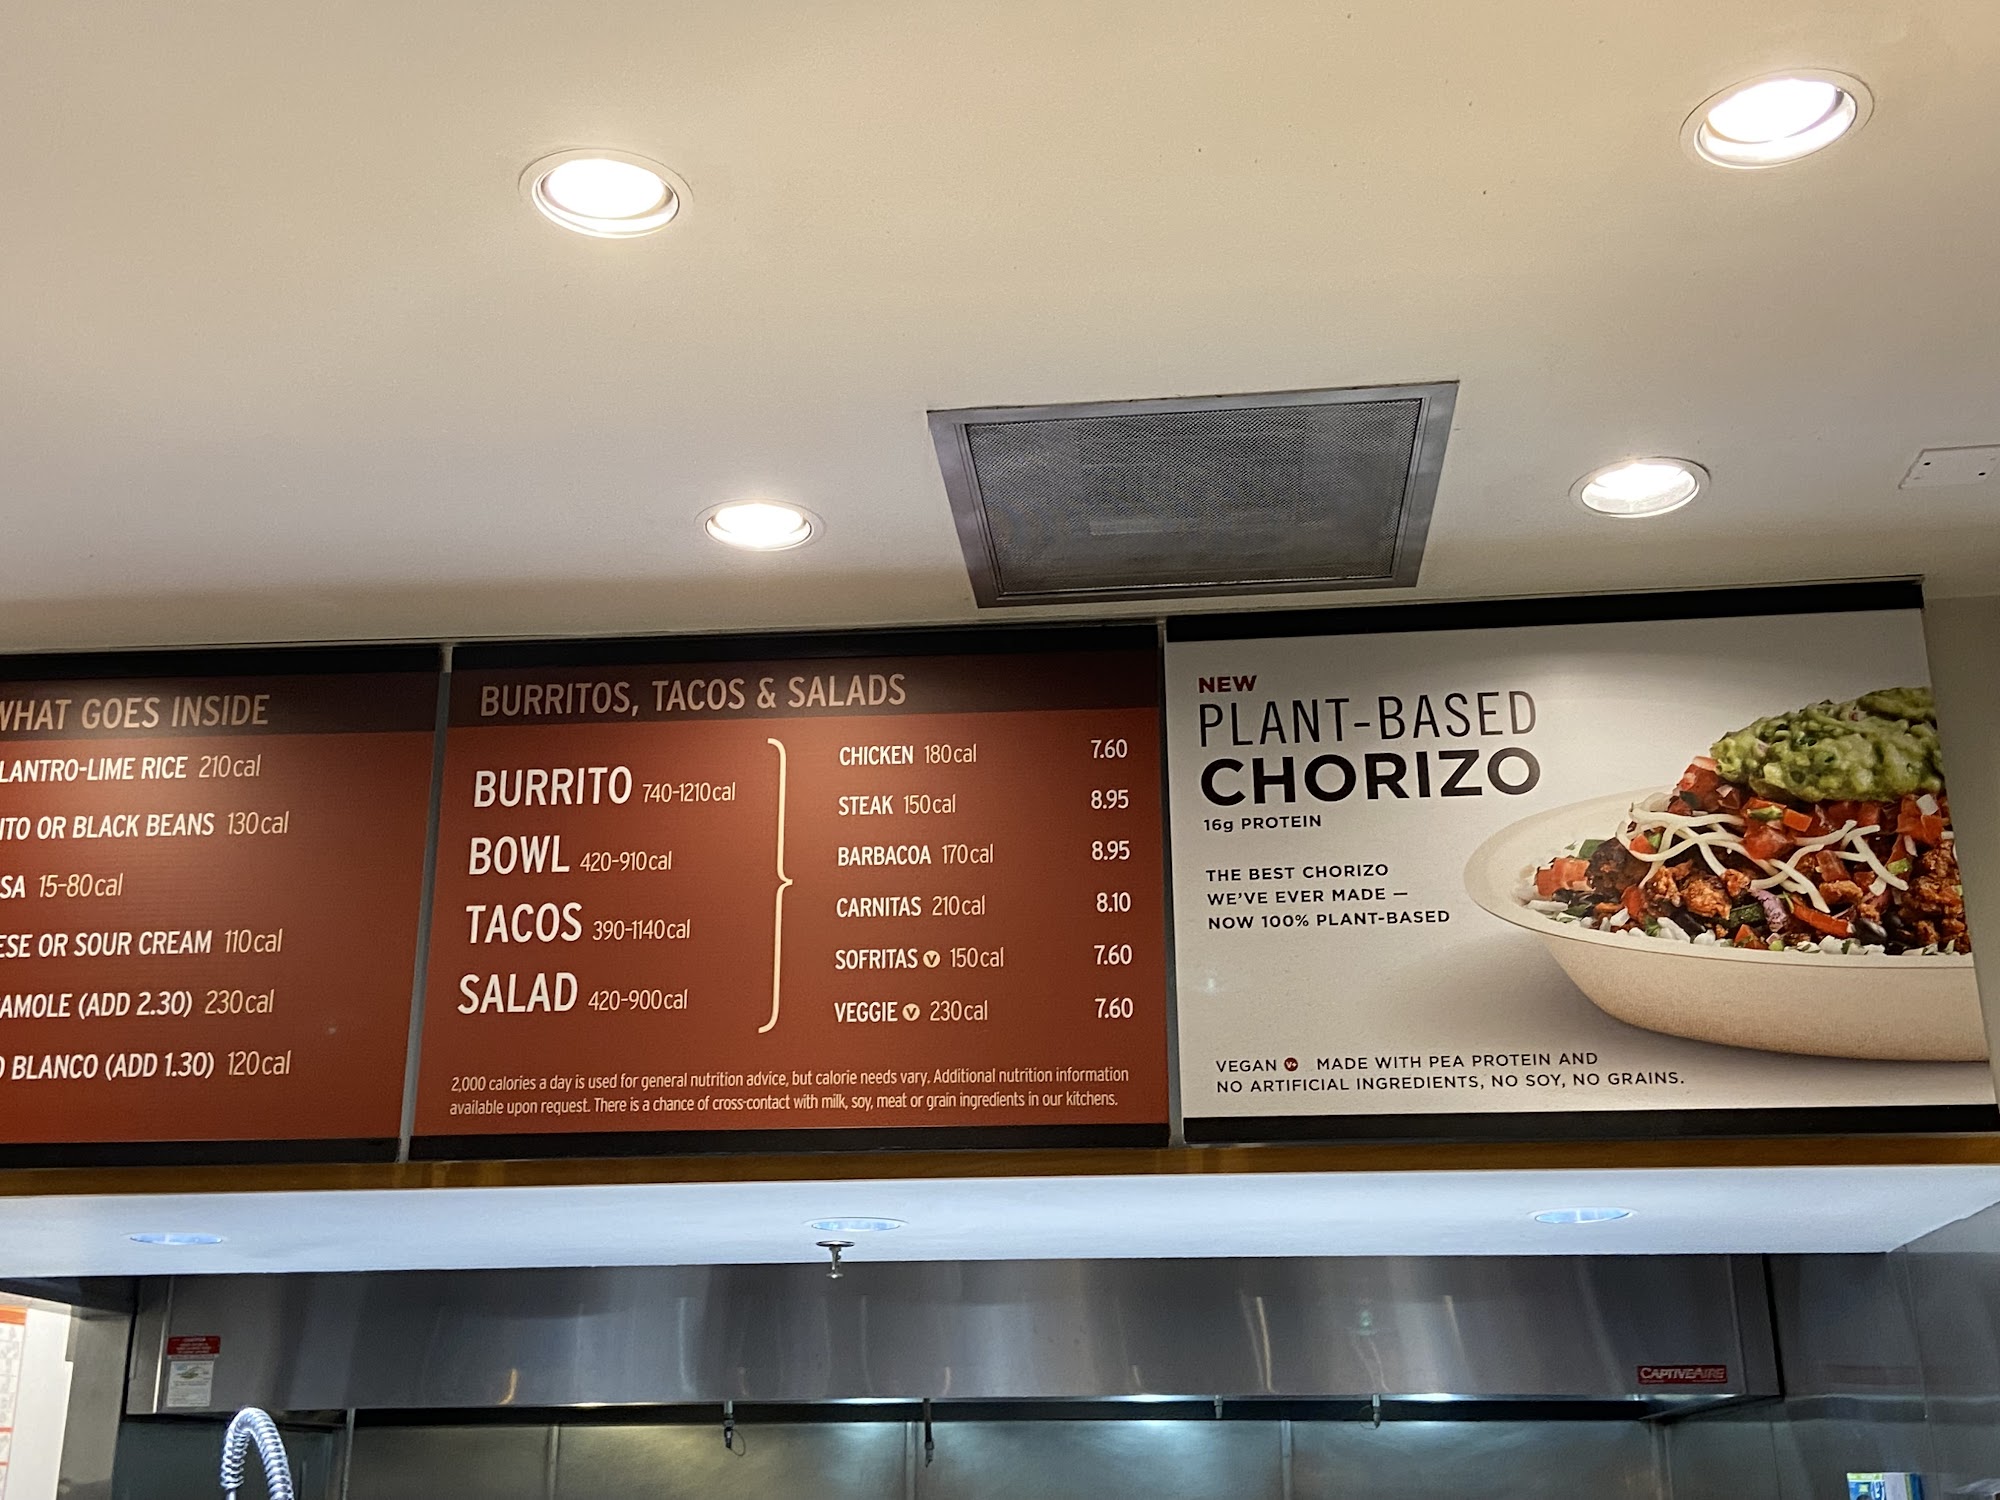 WHAT GOES INSIDE
LANTRO-LIME RICE 210cal
ITO OR BLACK BEANS 130cal
SA 15-80cal
ESE OR SOUR CREAM 110cal
AMOLE (ADD 2.30) 230cal
O BLANCO (ADD 1.30) 120cal
BURRITOS, TACOS & SALADS
BURRITO 740-1210cal
BOWL 420-910cal
TACOS 390-1140cal
SALAD 420-900cal
CHICKEN 180cal 7.60
STEAK 150cal 8.95
BARBACOA 170cal 8.95
CARNITAS 210cal 8.10
SOFRITAS V 150cal 7.60
VEGGIE V 230cal 7.60
2,000 calories a day is used for general nutrition advice, but calorie needs vary. Additional nutrition information
available upon request. There is a chance of cross-contact with milk, soy, meat or grain ingredients in our kitchens.
NEW
PLANT-BASED
CHORIZO
16g PROTEIN
THE BEST CHORIZO
WE'VE EVER MADE —
NOW 100% PLANT-BASED
VEGAN V+ MADE WITH PEA PROTEIN AND
NO ARTIFICIAL INGREDIENTS, NO SOY, NO GRAINS.
CAPTIVEAIRE